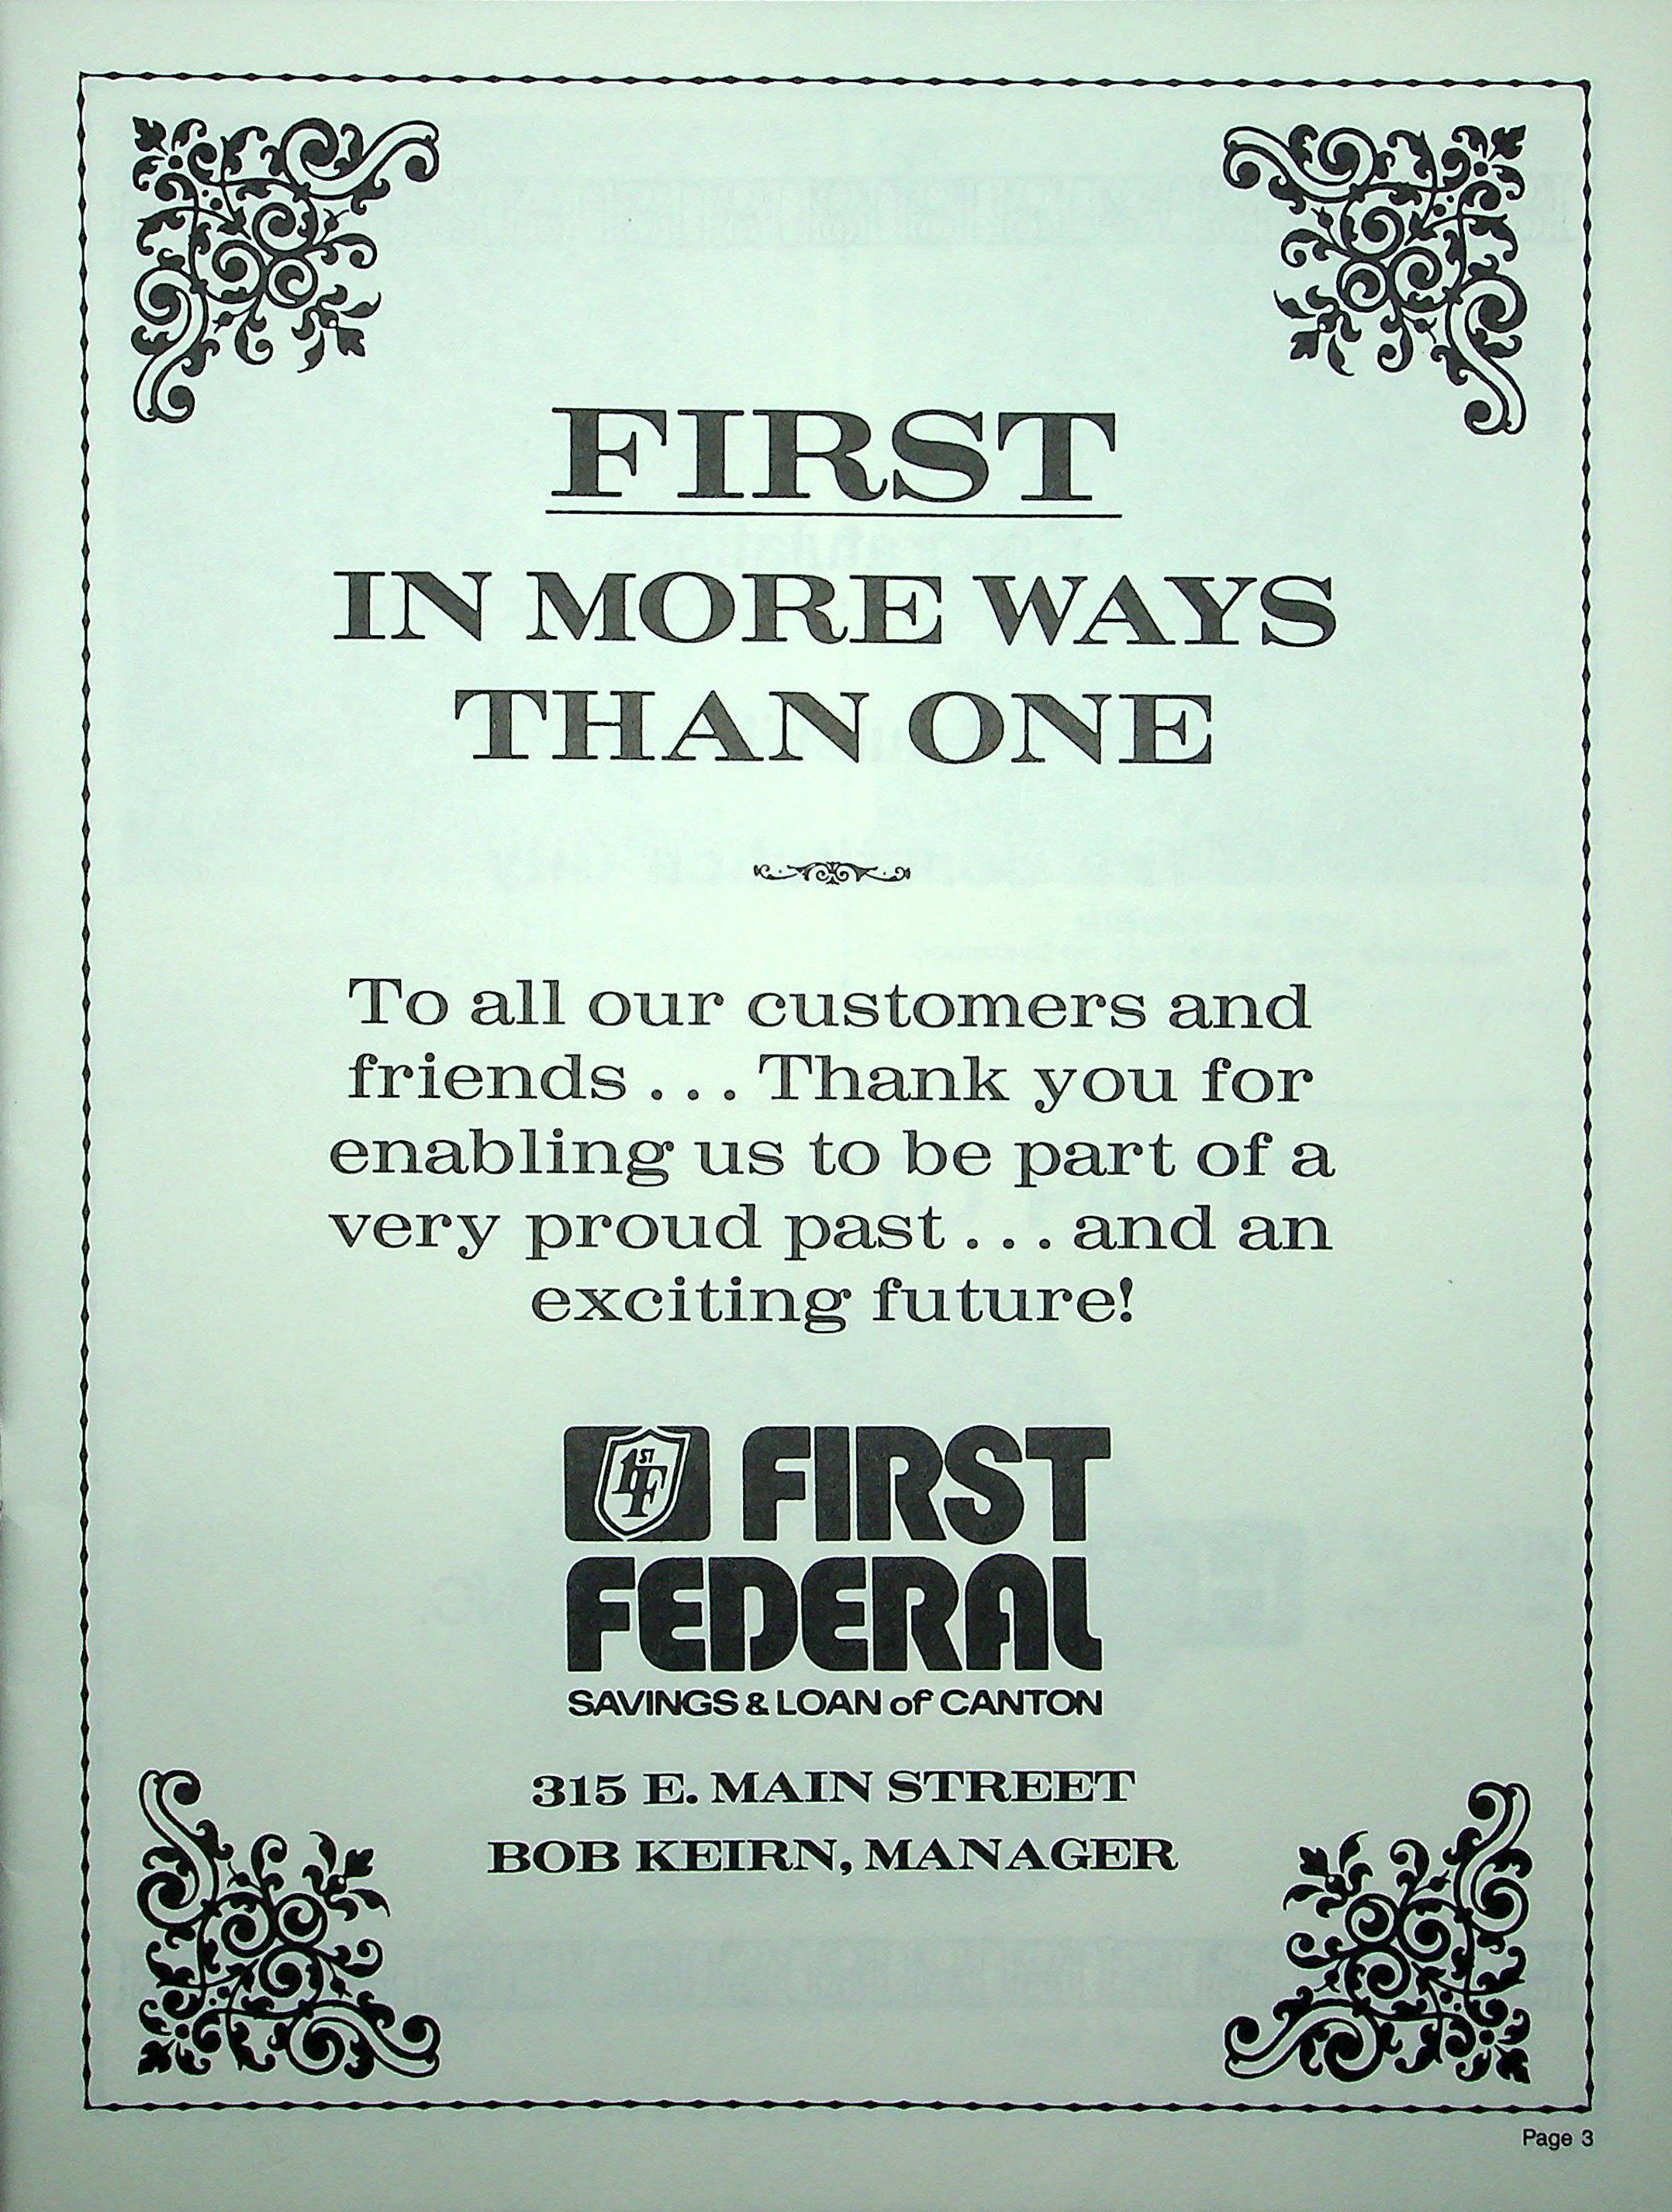 FIRST
IN MORE WAYS
THAN ONE
To all our customers and
friends . . . Thank you for
enabling us to be part of a
very proud past . . . and an
exciting future!
1ST F FIRST
FEDERAL
SAVINGS & LOAN of CANTON
315 E. MAIN STREET
BOB KEIRN, MANAGER
Page 3